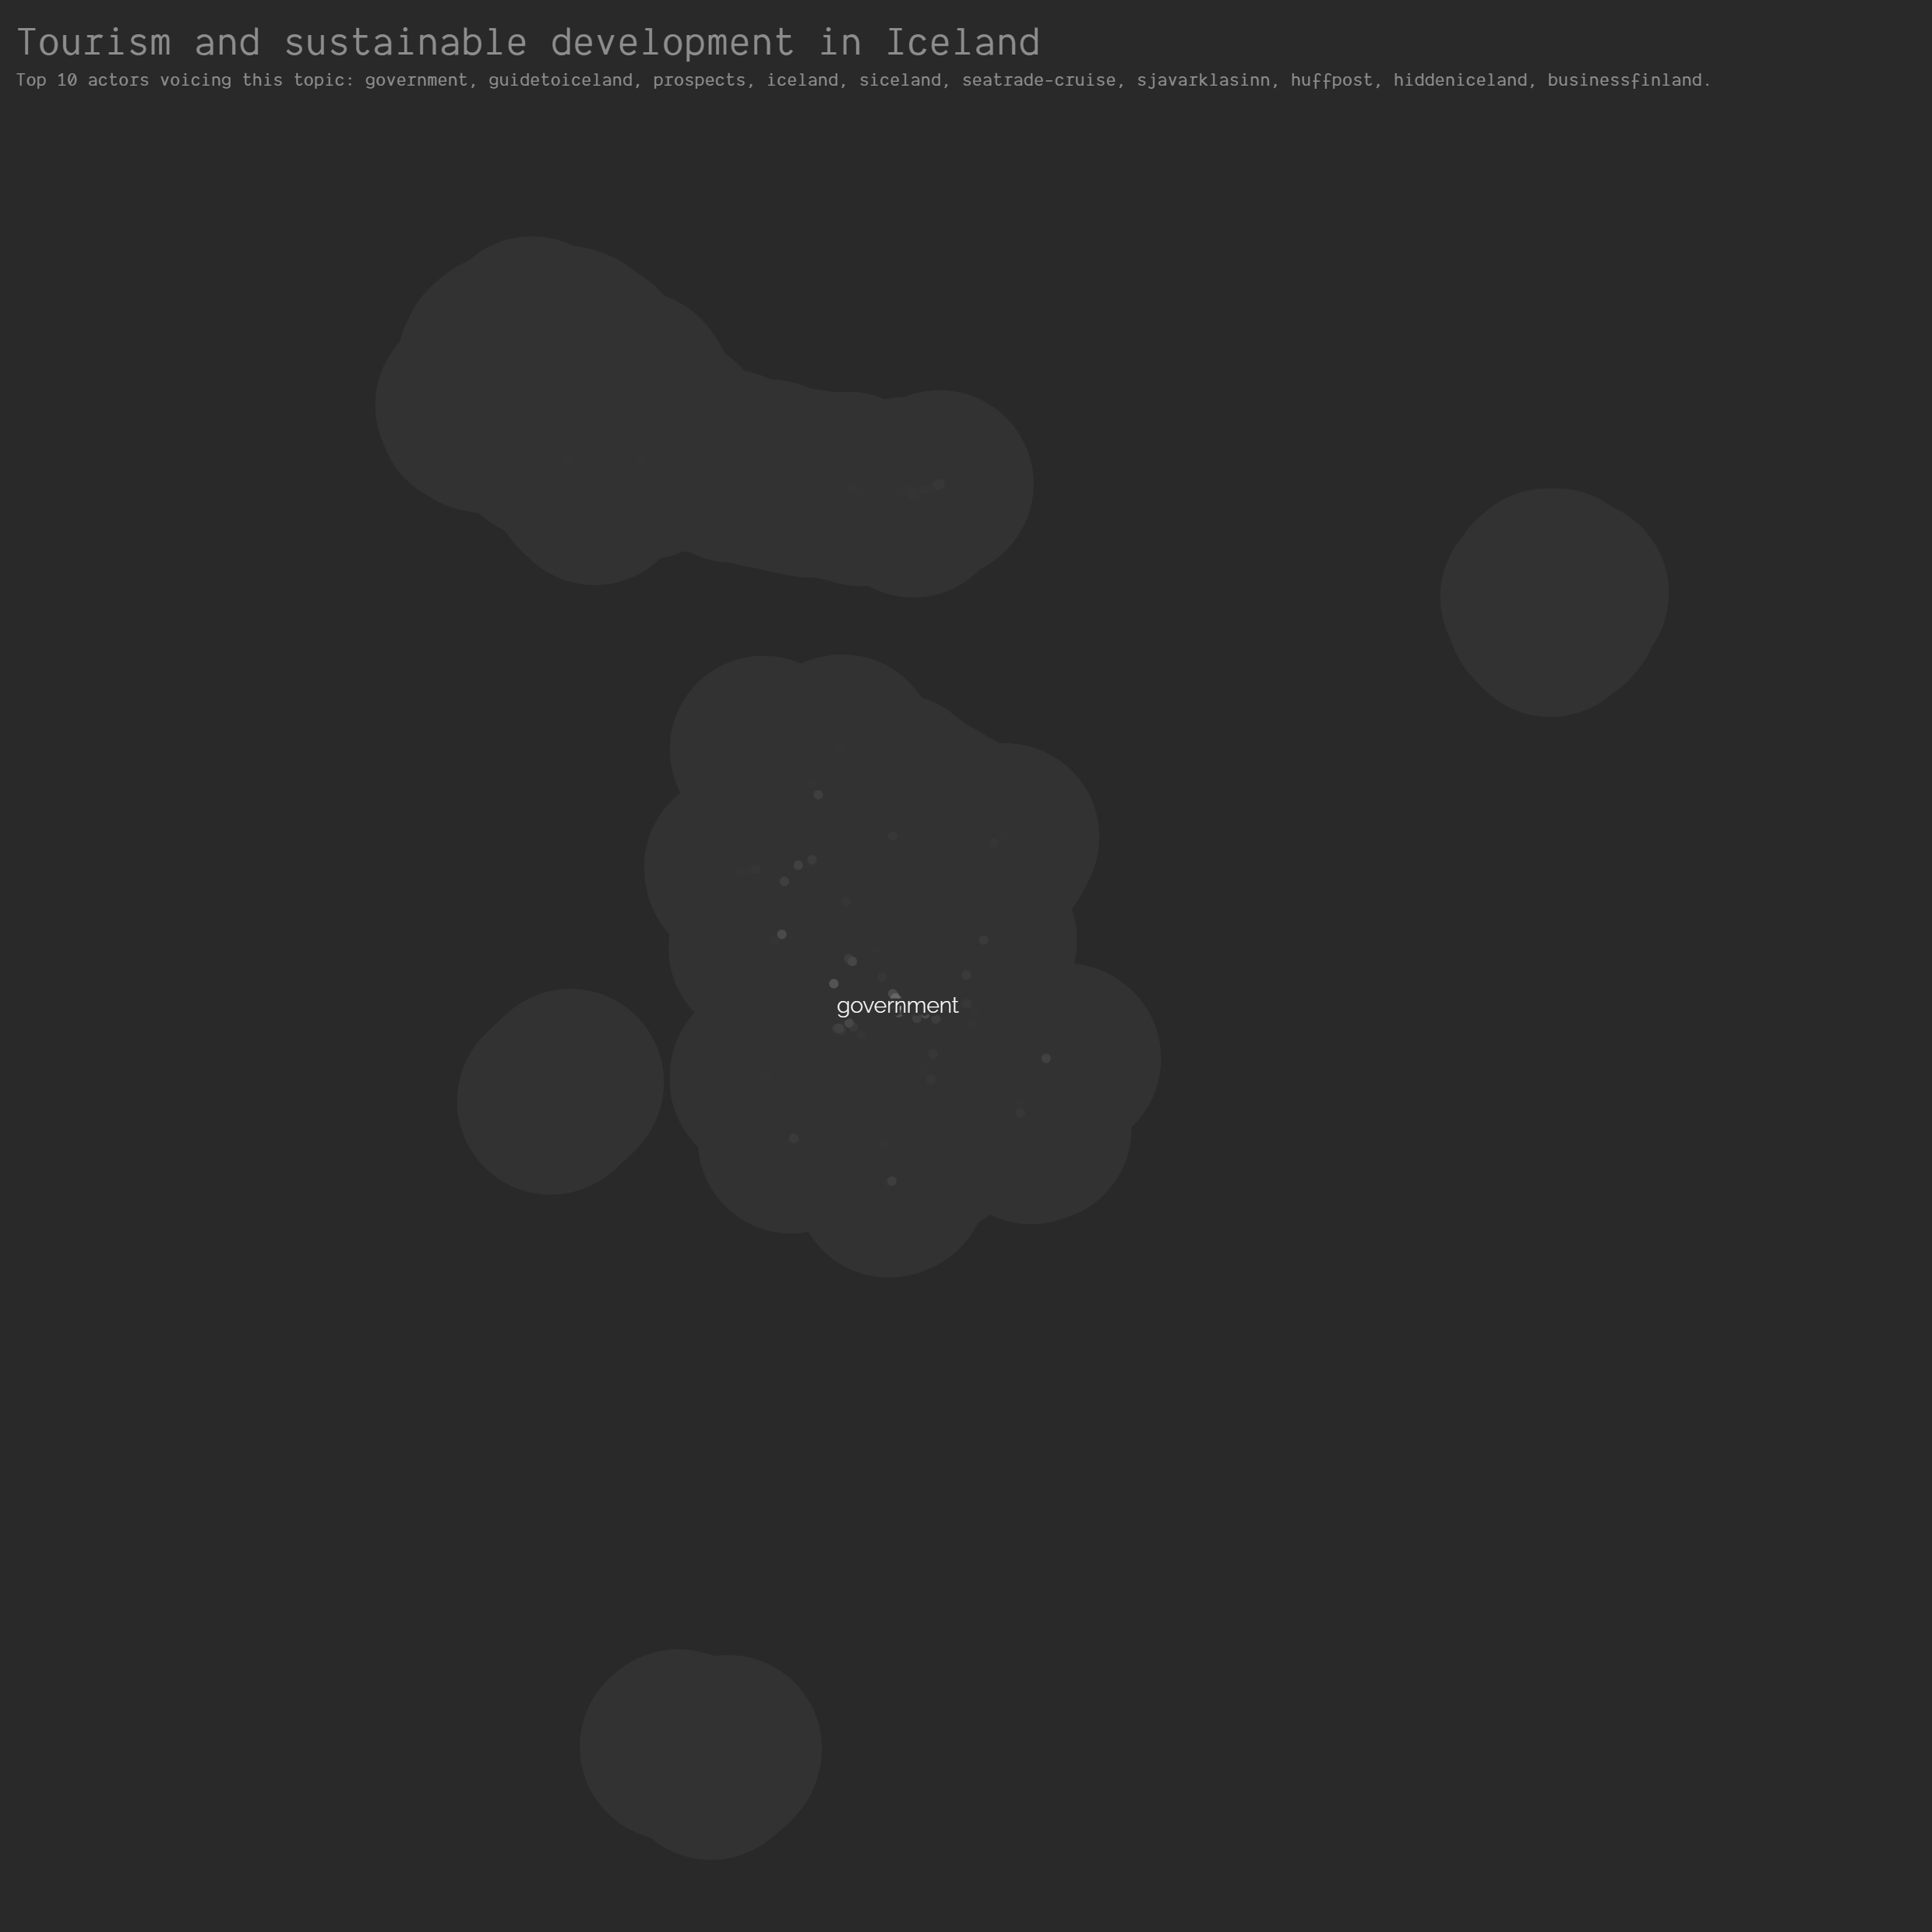 Tourism and sustainable development in Iceland
Top 10 actors voicing this topic: government, guidetoiceland, prospects, iceland, siceland, seatrade-cruise, sjavarklasinn, huffpost, hiddeniceland, businessfinland.
government